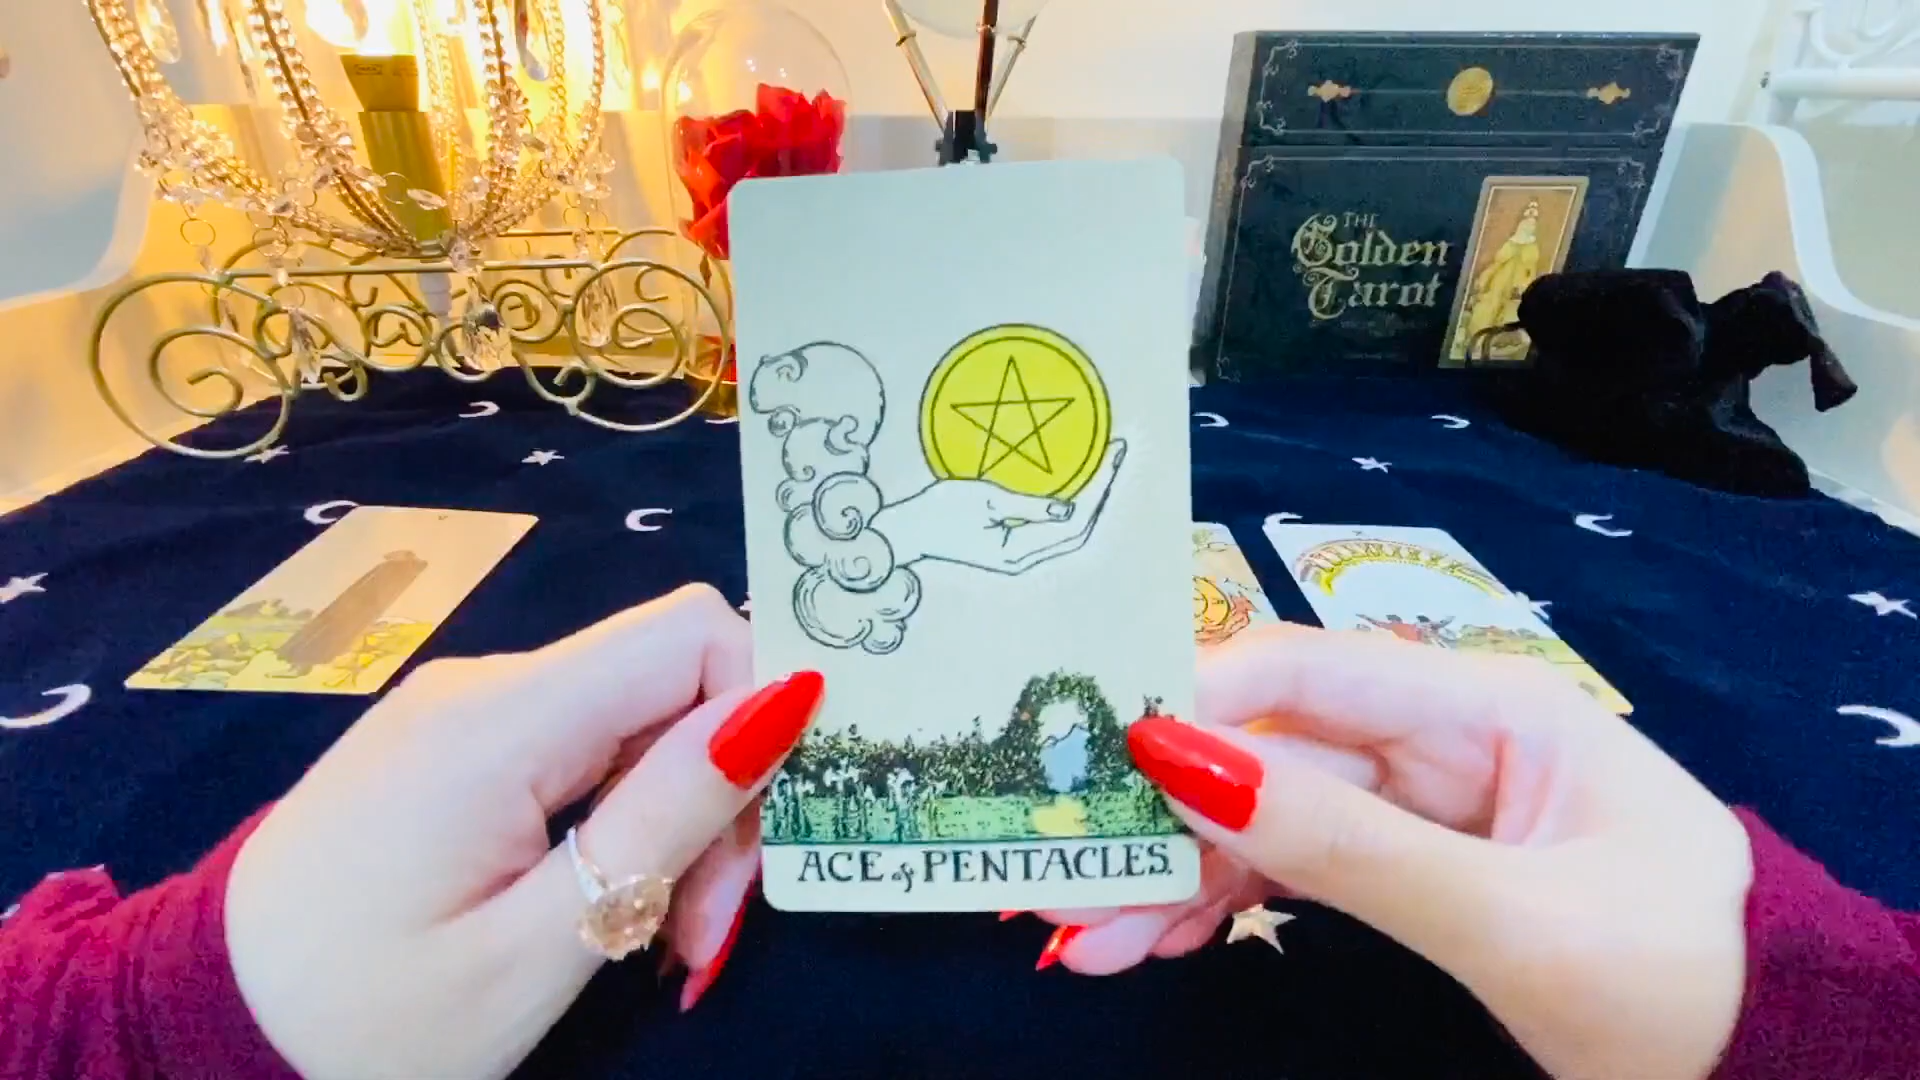 THE
Golden
Tarot
ACE of PENTACLES.